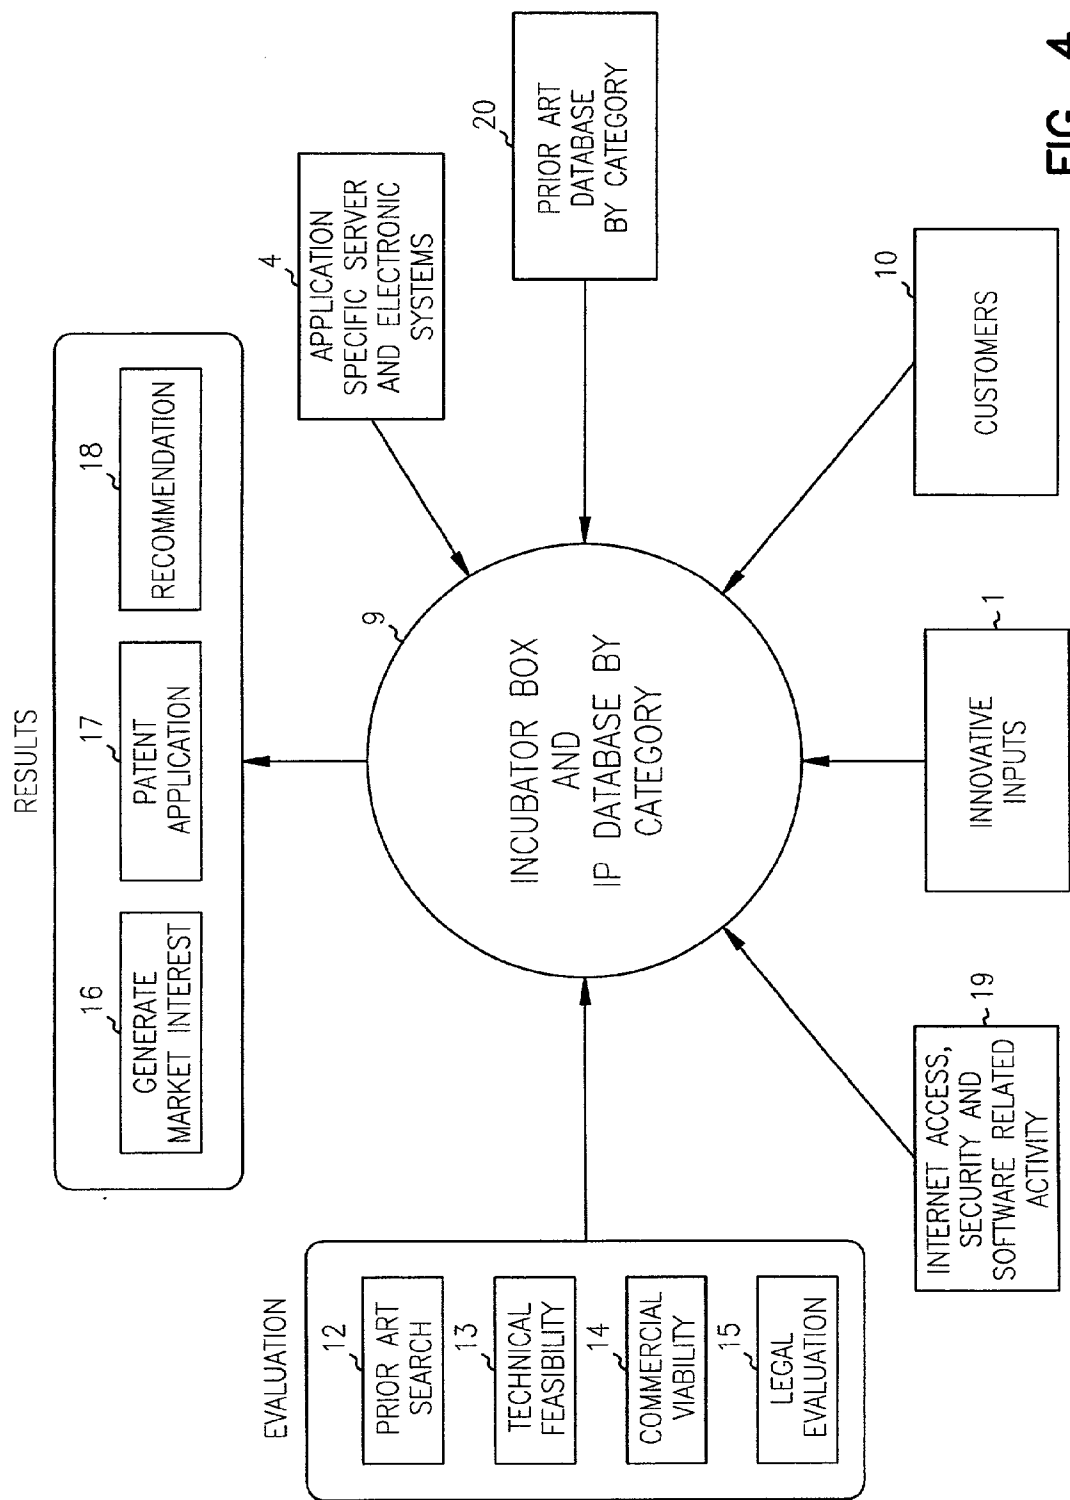 RESULTS
16
GENERATE
MARKET INTEREST
17
PATENT
APPLICATION
18
RECOMMENDATION
EVALUATION
12
PRIOR ART
SEARCH
13
TECHNICAL
FEASIBILITY
14
COMMERCIAL
VIABILITY
15
LEGAL
EVALUATION
9
INCUBATOR BOX
AND
IP DATABASE BY
CATEGORY
4
APPLICATION
SPECIFIC SERVER
AND ELECTRONIC
SYSTEMS
20
PRIOR ART
DATABASE
BY CATEGORY
19
INTERNET ACCESS,
SECURITY AND
SOFTWARE RELATED
ACTIVITY
1
INNOVATIVE
INPUTS
10
CUSTOMERS
FIG. 4